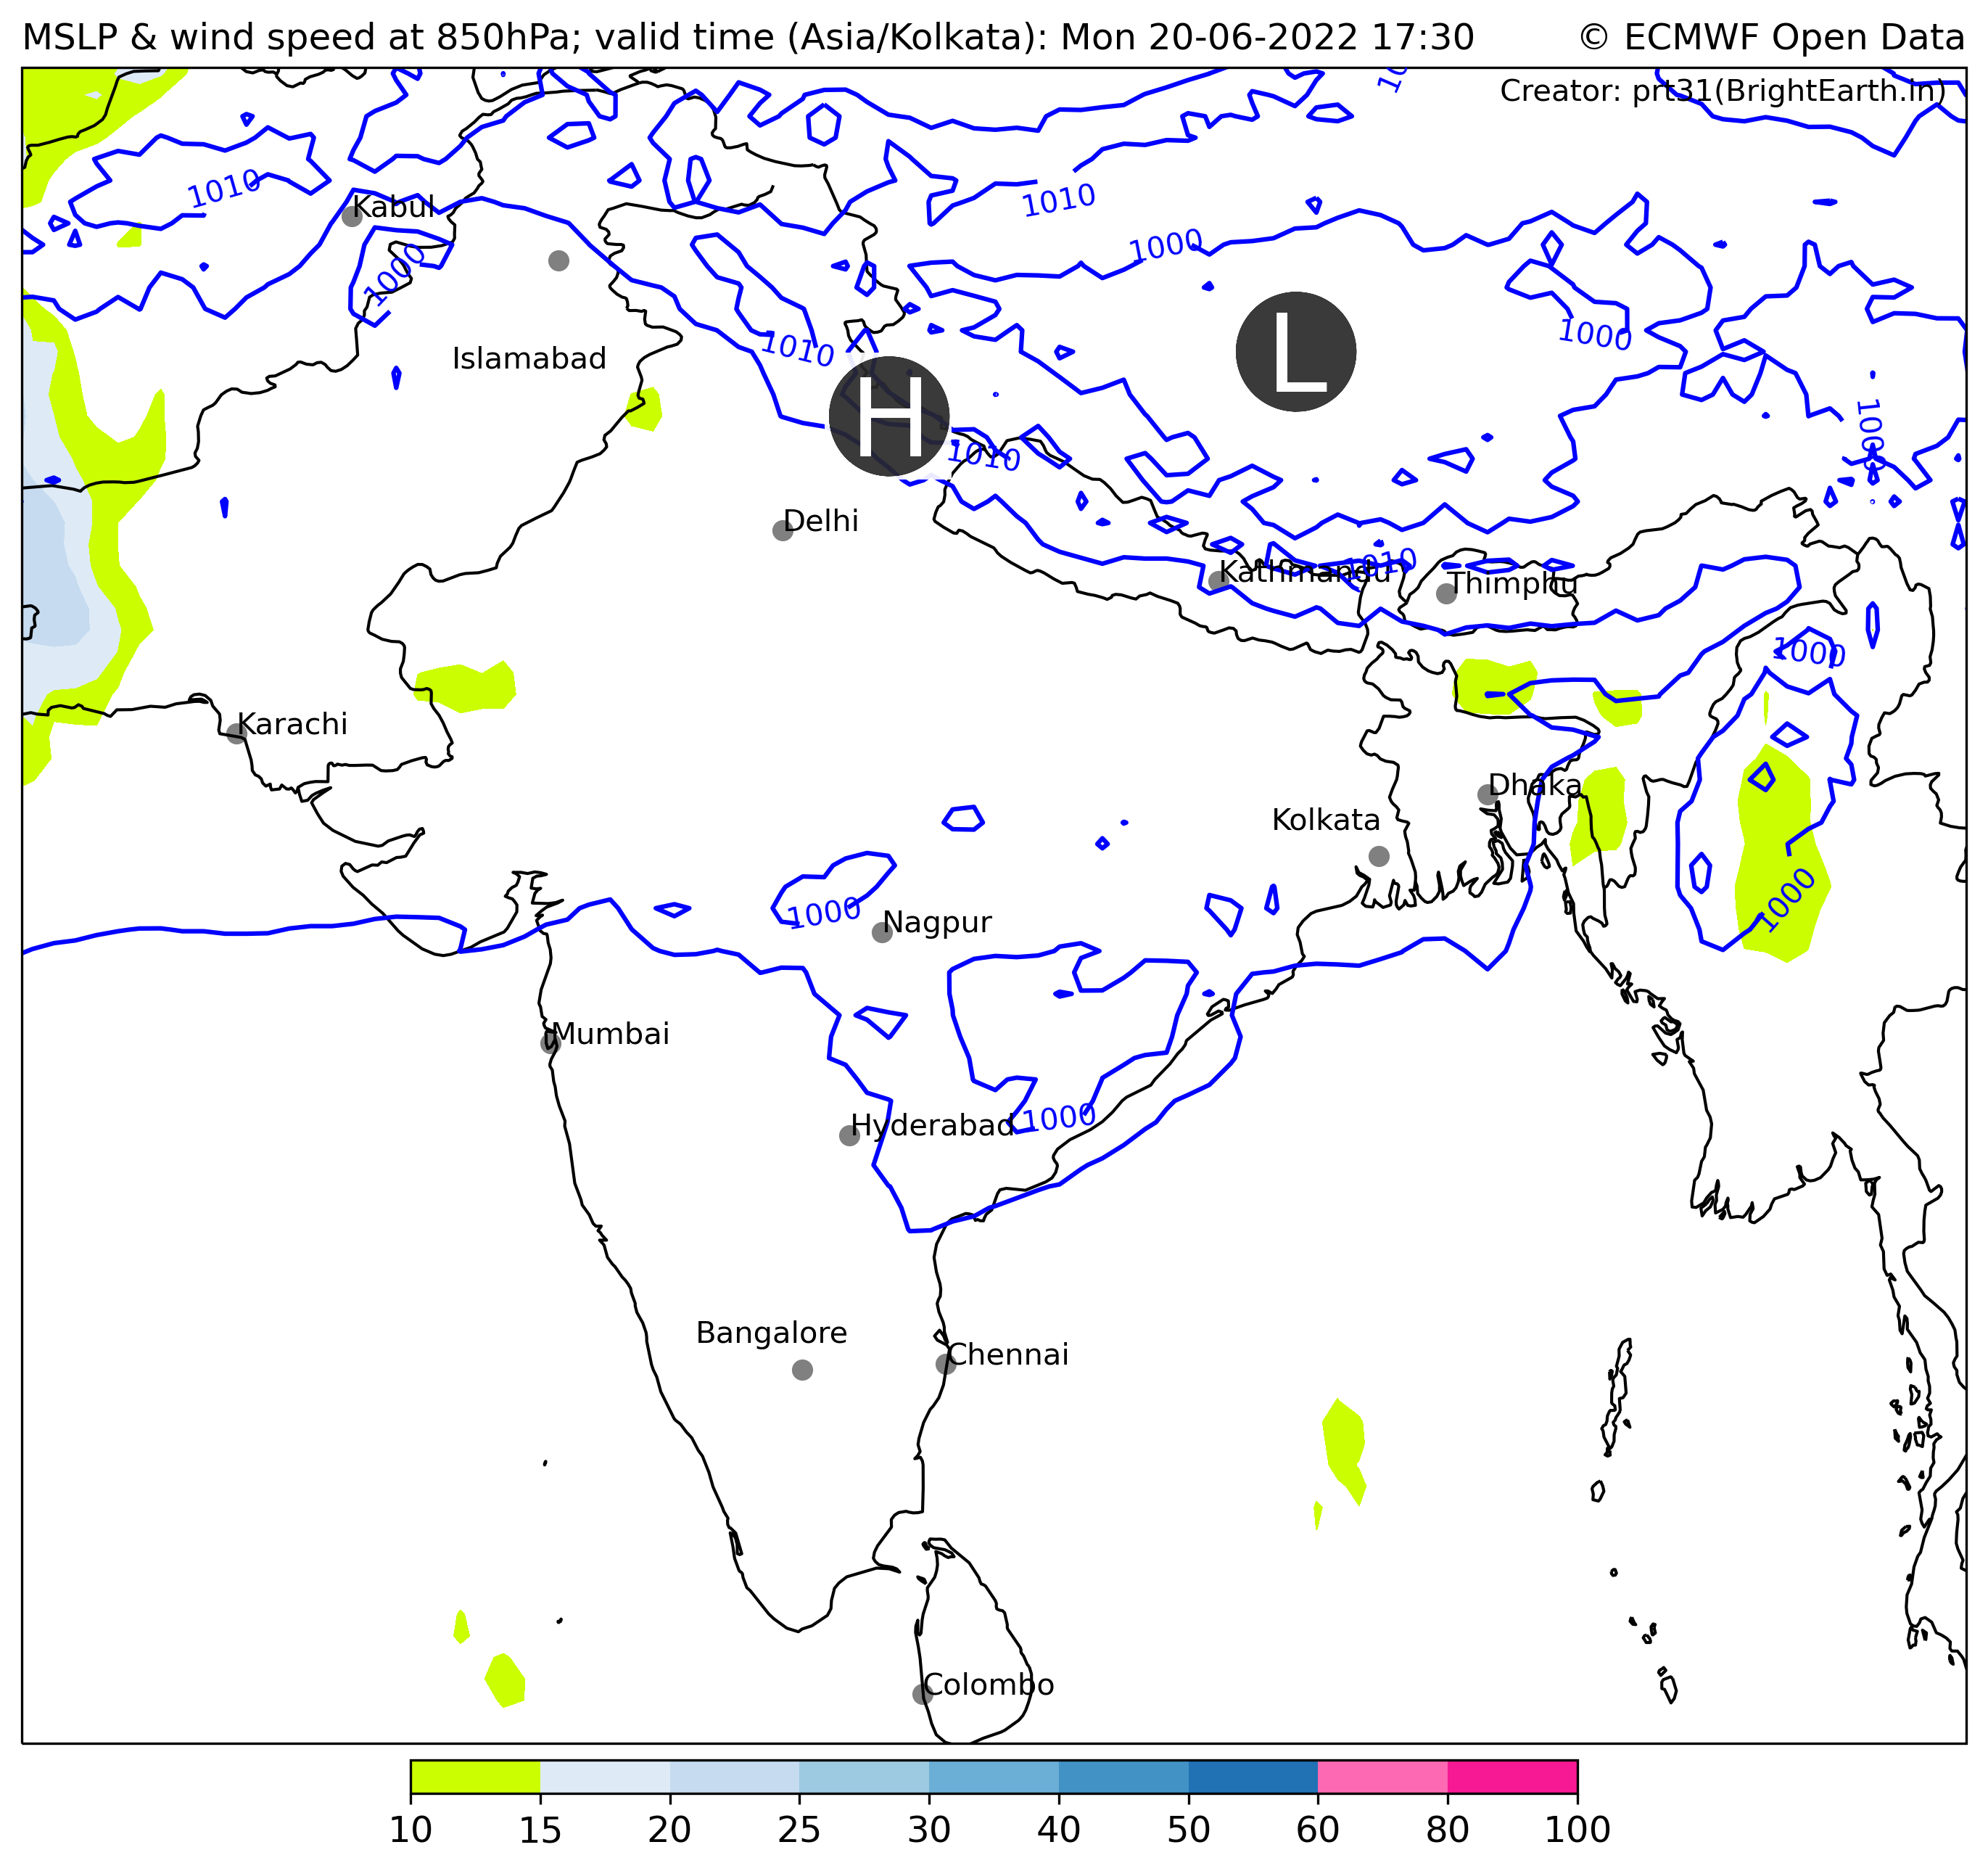 MSLP & wind speed at 850hPa; valid time (Asia/Kolkata): Mon 20-06-2022 17:30 © ECMWF Open Data
Creator: prt31(BrightEarth.in)
1010
Kabul
1010
1000
1000
1010
1000
L
Islamabad
H
1010
1000
Delhi
1010
Kathmandu
Thimphu
1000
Karachi
Dhaka
Kolkata
1000
Nagpur
1000
Mumbai
1000
Hyderabad
Bangalore
Chennai
Colombo
10 15 20 25 30 40 50 60 80 100